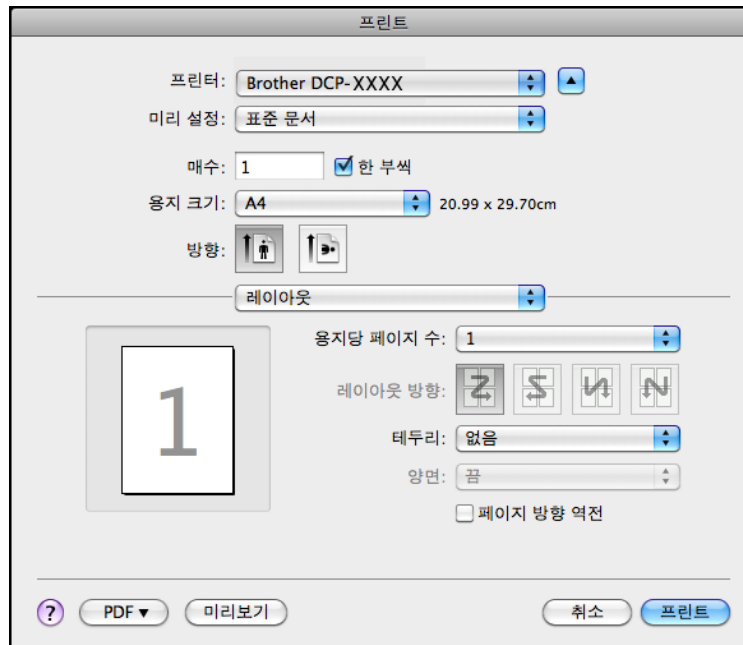 프린트
프린터: Brother DCP-XXXX
미리 설정: 표준 문서
매수: 1 한 부씩
용지 크기: A4 20.99 x 29.70cm
방향:
레이아웃
용지당 페이지 수: 1
레이아웃 방향:
테두리: 없음
양면: 끔
페이지 방향 역전
1
? PDF▼ 미리보기 취소 프린트